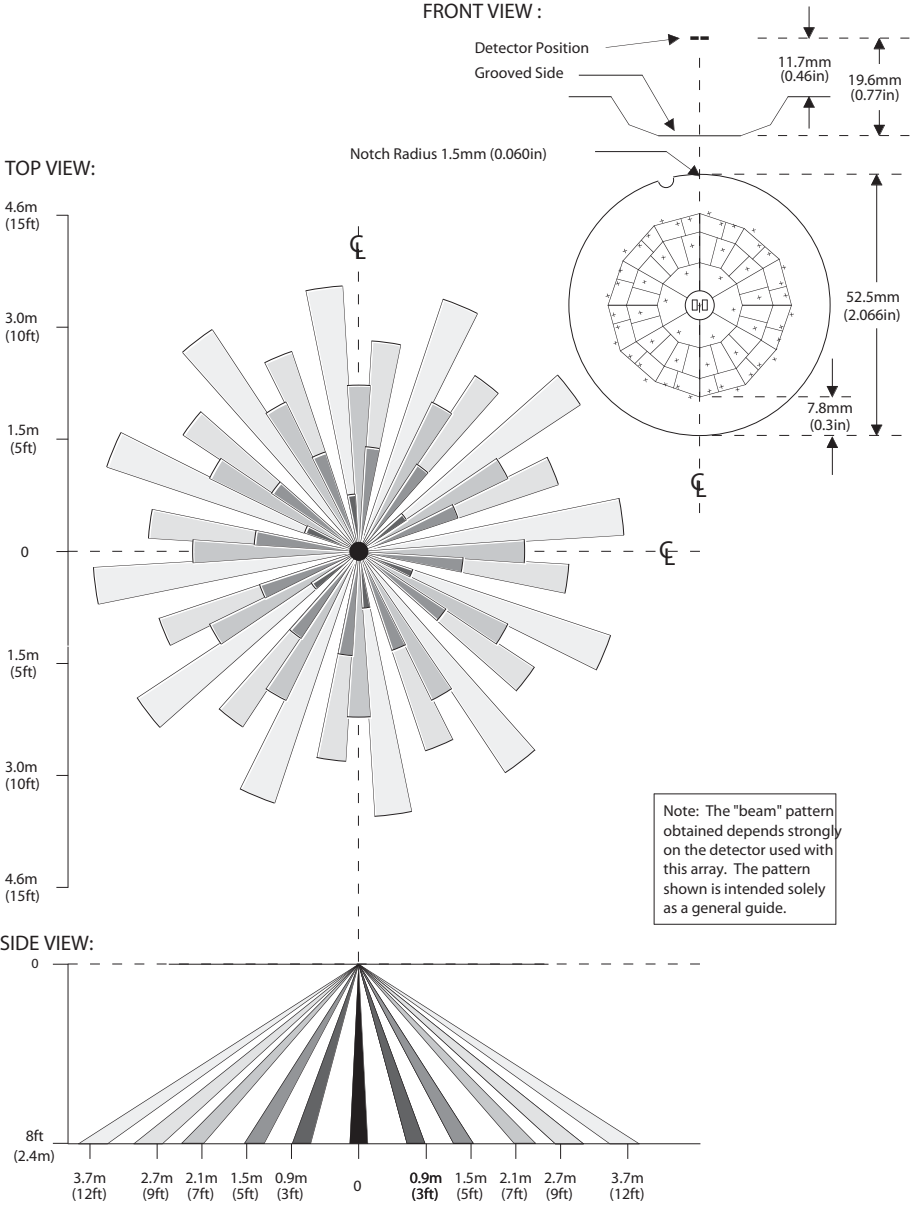 FRONT VIEW :
Detector Position
Grooved Side
11.7mm
(0.46in)
19.6mm
(0.77in)
Notch Radius 1.5mm (0.060in)
52.5mm
(2.066in)
7.8mm
(0.3in)
℄
TOP VIEW:
4.6m
(15ft)
℄
3.0m
(10ft)
1.5m
(5ft)
0
℄
1.5m
(5ft)
3.0m
(10ft)
4.6m
(15ft)
Note: The "beam" pattern
obtained depends strongly
on the detector used with
this array. The pattern
shown is intended solely
as a general guide.
SIDE VIEW:
0
8ft
(2.4m)
3.7m
(12ft)
2.7m
(9ft)
2.1m
(7ft)
1.5m
(5ft)
0.9m
(3ft)
0
0.9m
(3ft)
1.5m
(5ft)
2.1m
(7ft)
2.7m
(9ft)
3.7m
(12ft)